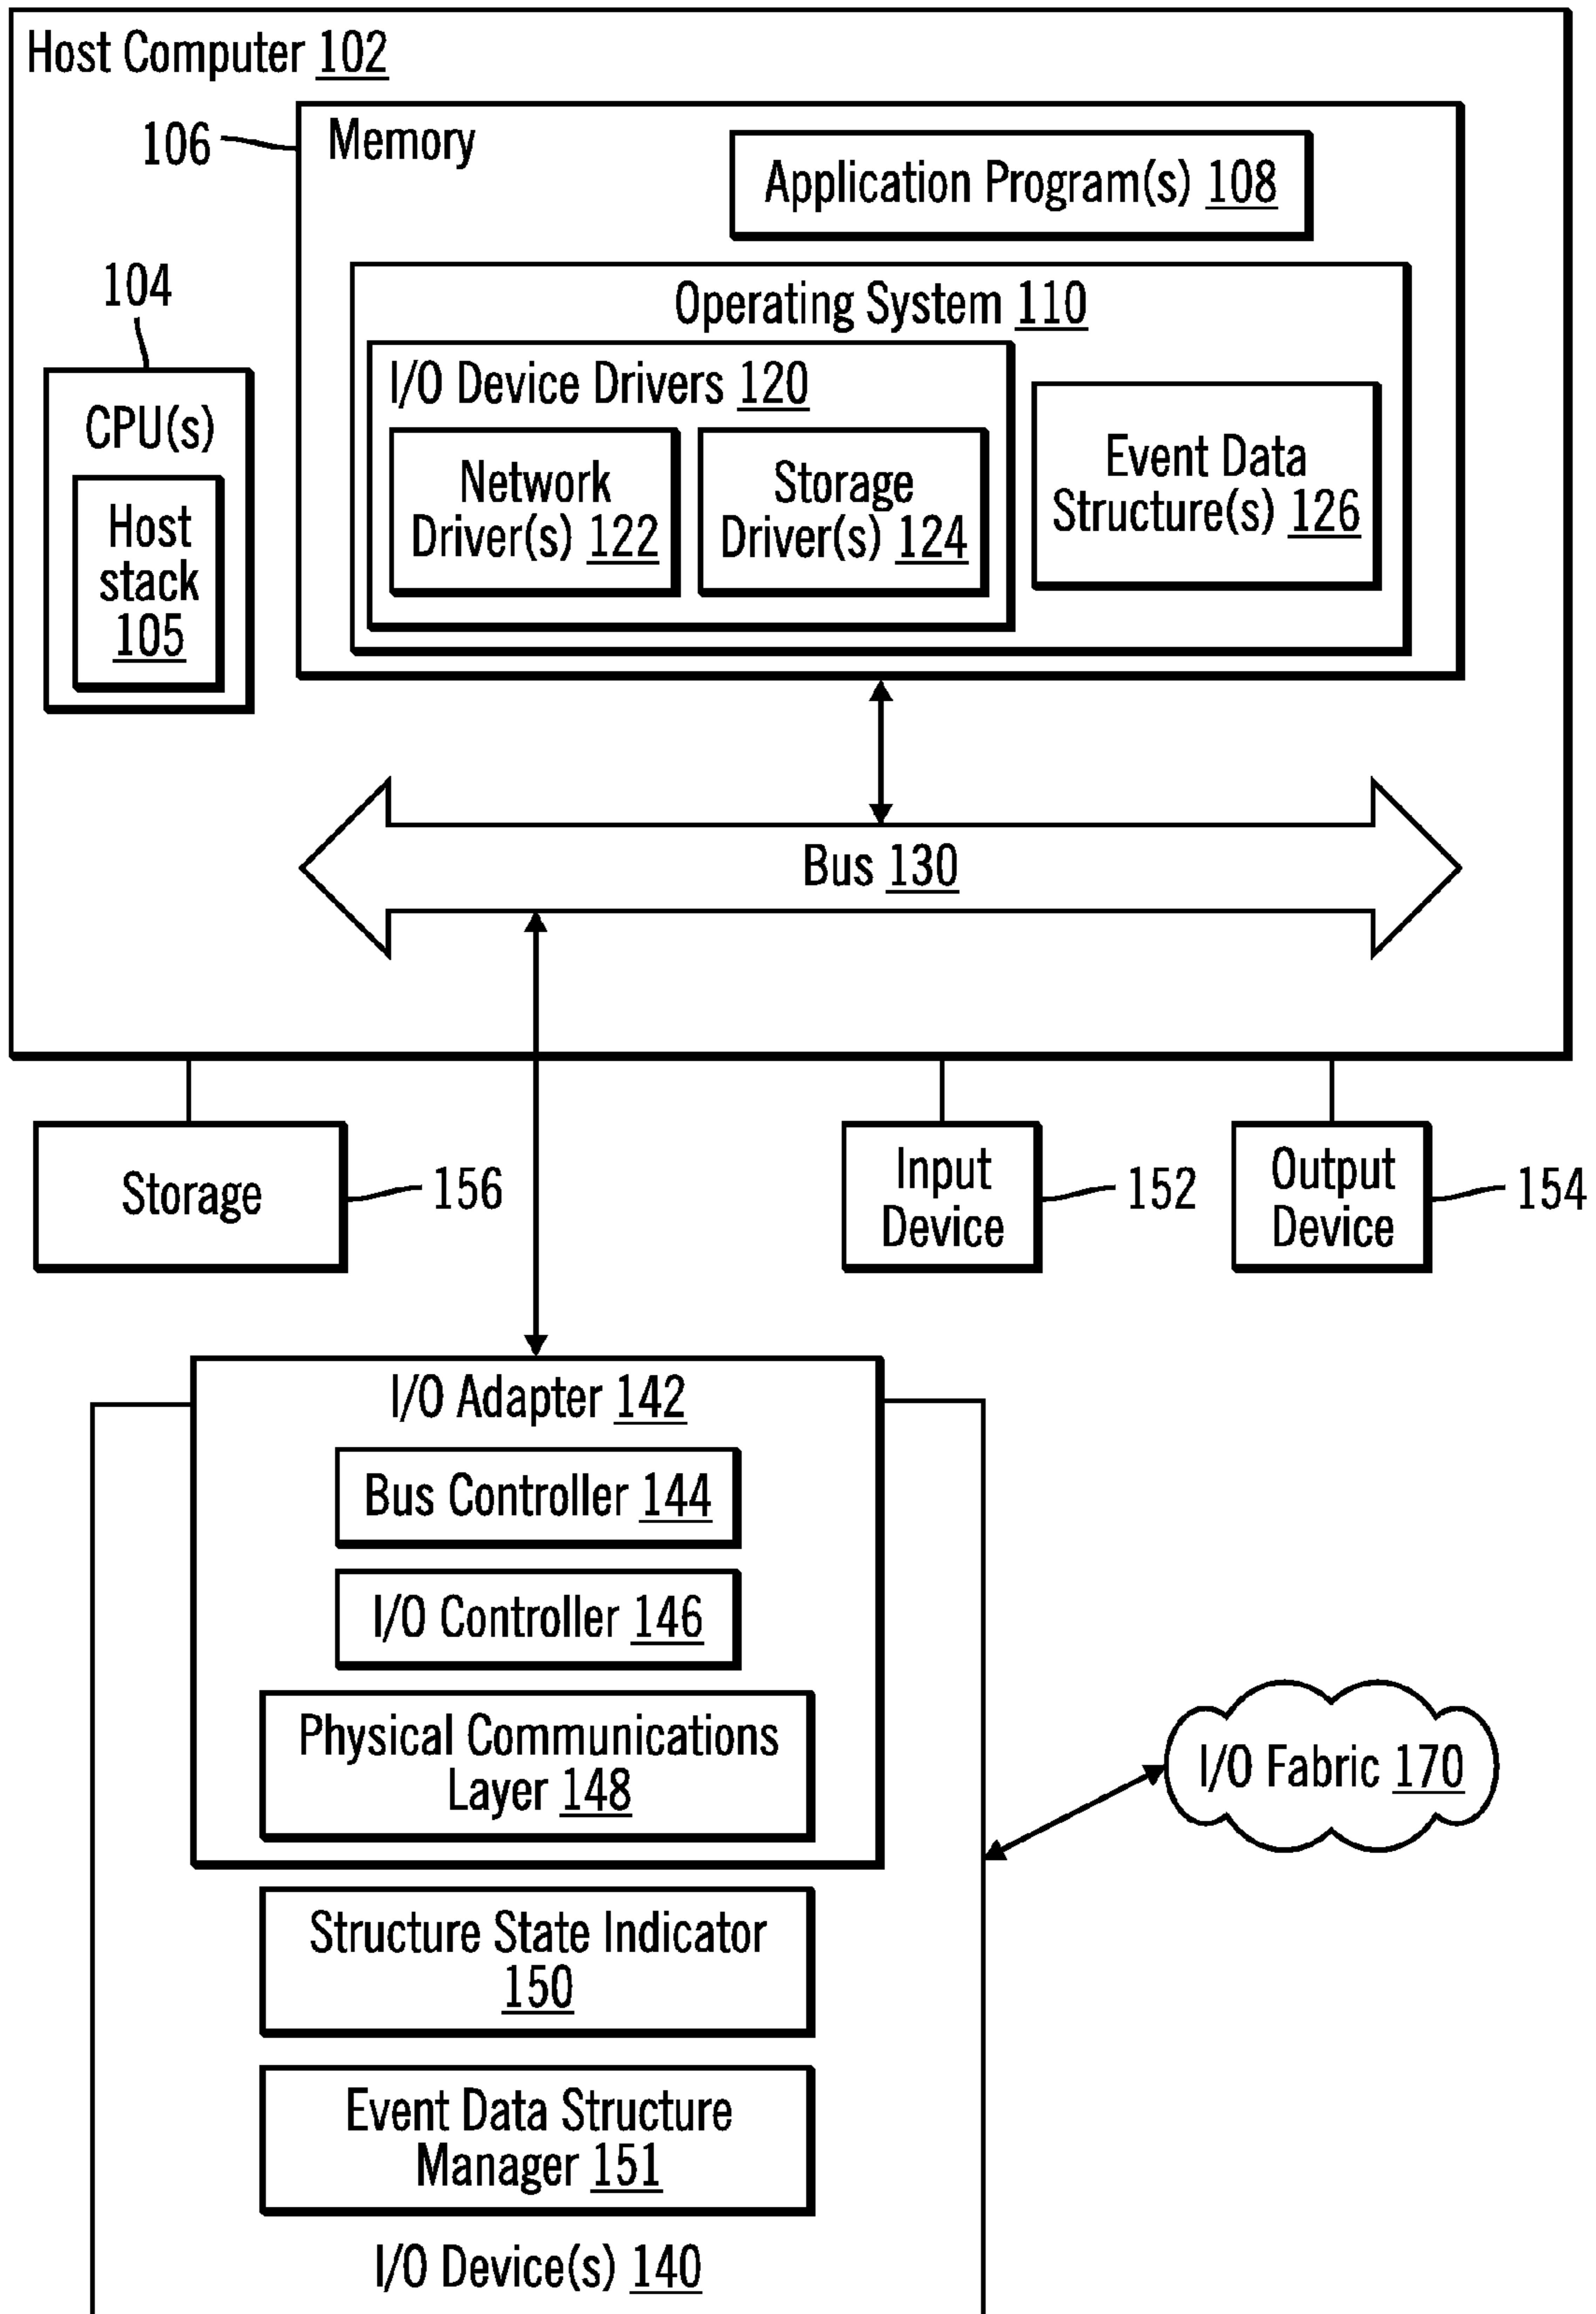 Host Computer 102
106
Memory
Application Program(s) 108
104
Operating System 110
I/O Device Drivers 120
CPU(s)
Host
stack
105
Network
Driver(s) 122
Storage
Driver(s) 124
Event Data
Structure(s) 126
Bus 130
Storage
156
Input
Device
152
Output
Device
154
I/O Adapter 142
Bus Controller 144
I/O Controller 146
Physical Communications
Layer 148
I/O Fabric 170
Structure State Indicator
150
Event Data Structure
Manager 151
I/O Device(s) 140